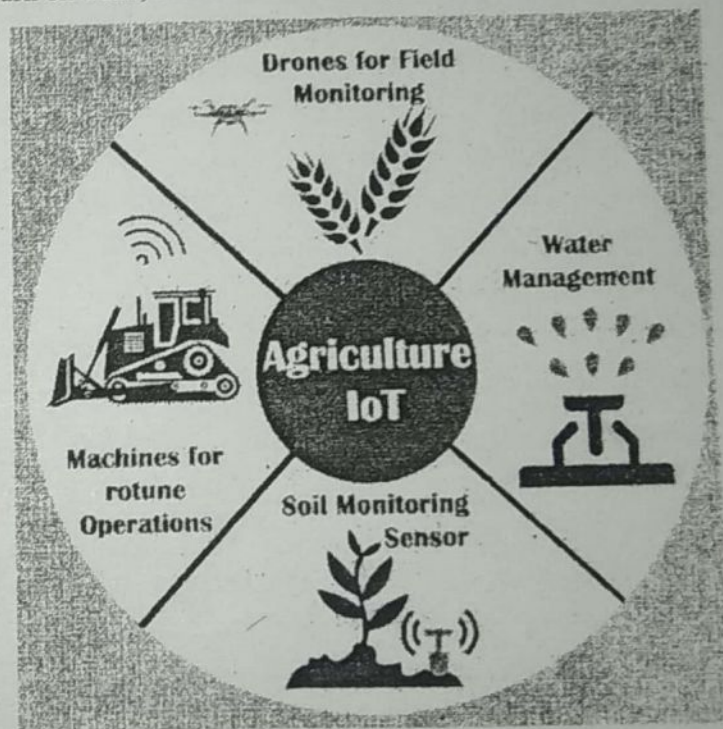 Drones for Field
Monitoring
Water
Management
Agriculture
IoT
Machines for
rotune
Operations
Soil Monitoring
Sensor